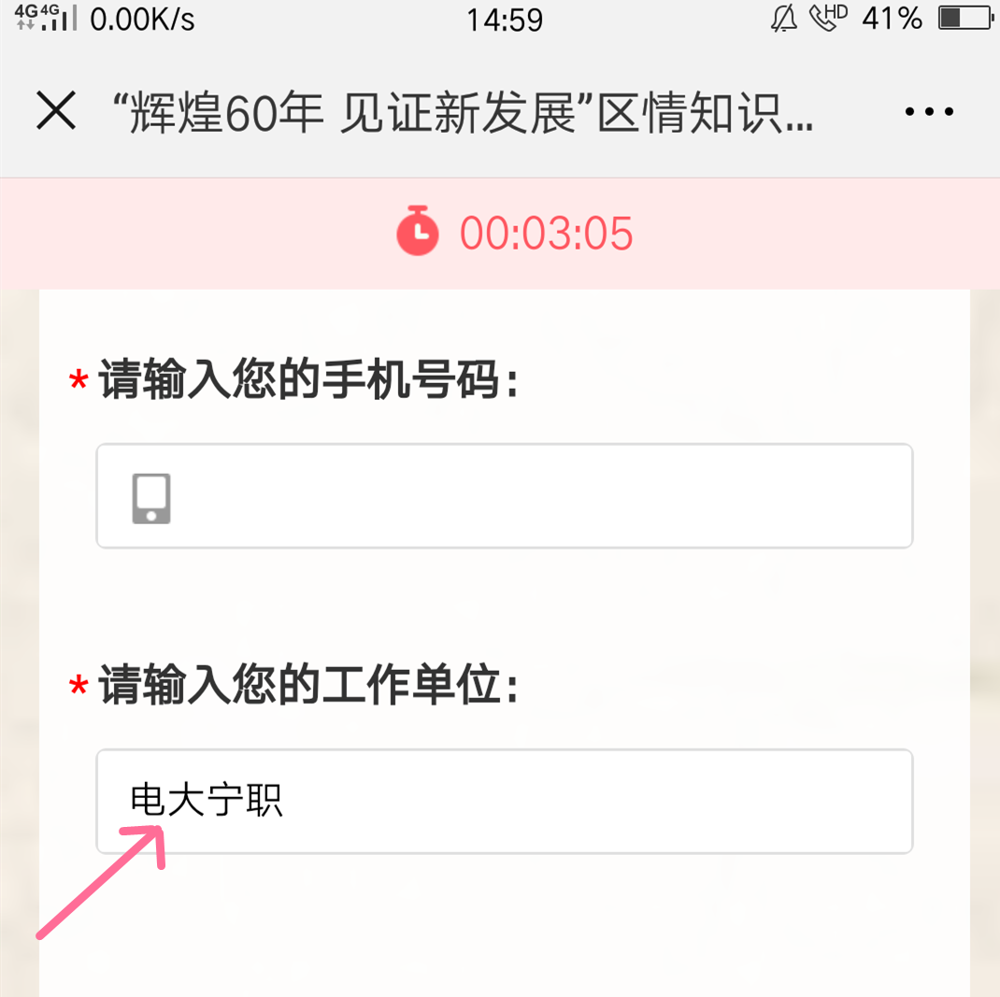 4G 4G 0.00K/s 14:59 HD 41%
“辉煌60年 见证新发展”区情知识...
00:03:05
*请输入您的手机号码:
*请输入您的工作单位:
电大宁职